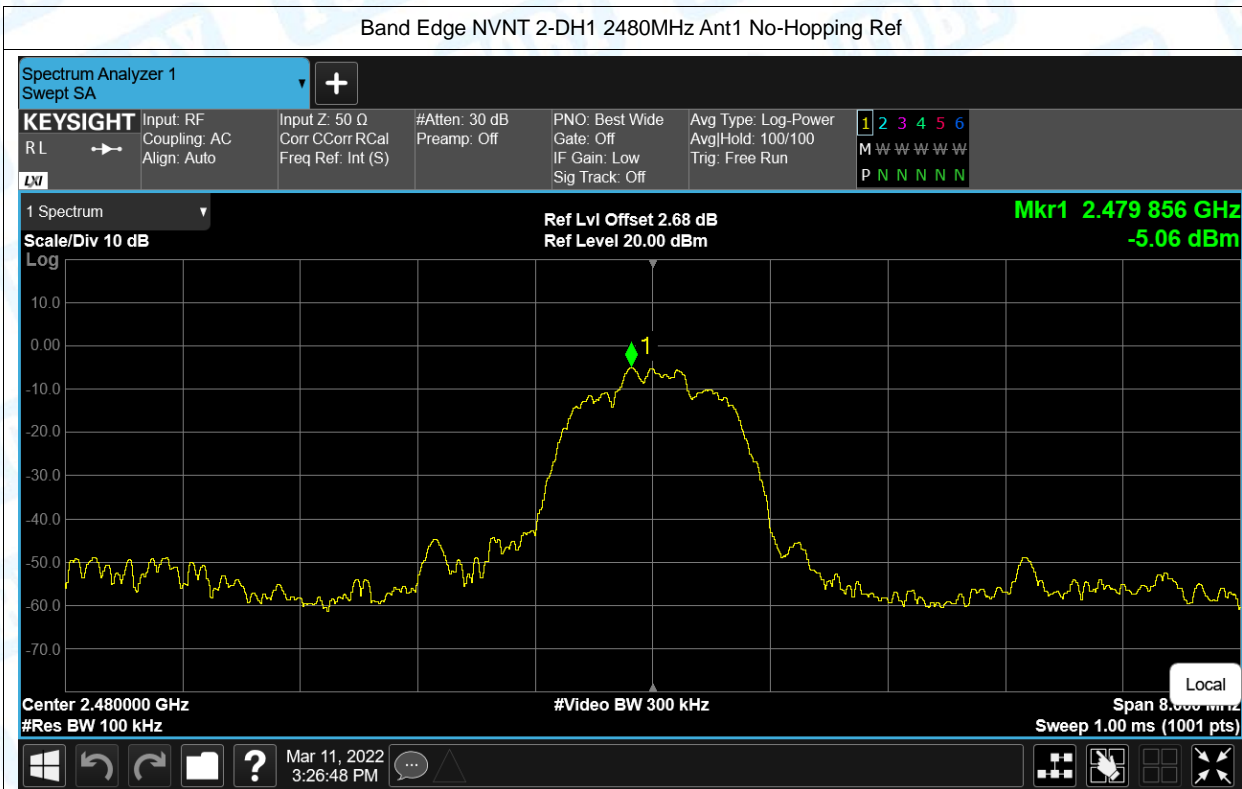 Band Edge NVNT 2-DH1 2480MHz Ant1 No-Hopping Ref
Spectrum Analyzer 1
Swept SA
KEYSIGHT
RL
LXI
Input: RF
Coupling: AC
Align: Auto
Input Z: 50 Ω
Corr CCorr RCal
Freq Ref: Int (S)
#Atten: 30 dB
Preamp: Off
PNO: Best Wide
Gate: Off
IF Gain: Low
Sig Track: Off
Avg Type: Log-Power
Avg|Hold: 100/100
Trig: Free Run
1 2 3 4 5 6
M W W W W W W
P N N N N N
1 Spectrum
Scale/Div 10 dB
Ref Lvl Offset 2.68 dB
Ref Level 20.00 dBm
Mkr1 2.479 856 GHz
-5.06 dBm
Log
10.0
0.00
-10.0
-20.0
-30.0
-40.0
-50.0
-60.0
-70.0
1
Center 2.480000 GHz
#Res BW 100 kHz
#Video BW 300 kHz
Local
Span 8.000 MHz
Sweep 1.00 ms (1001 pts)
?
Mar 11, 2022
3:26:48 PM